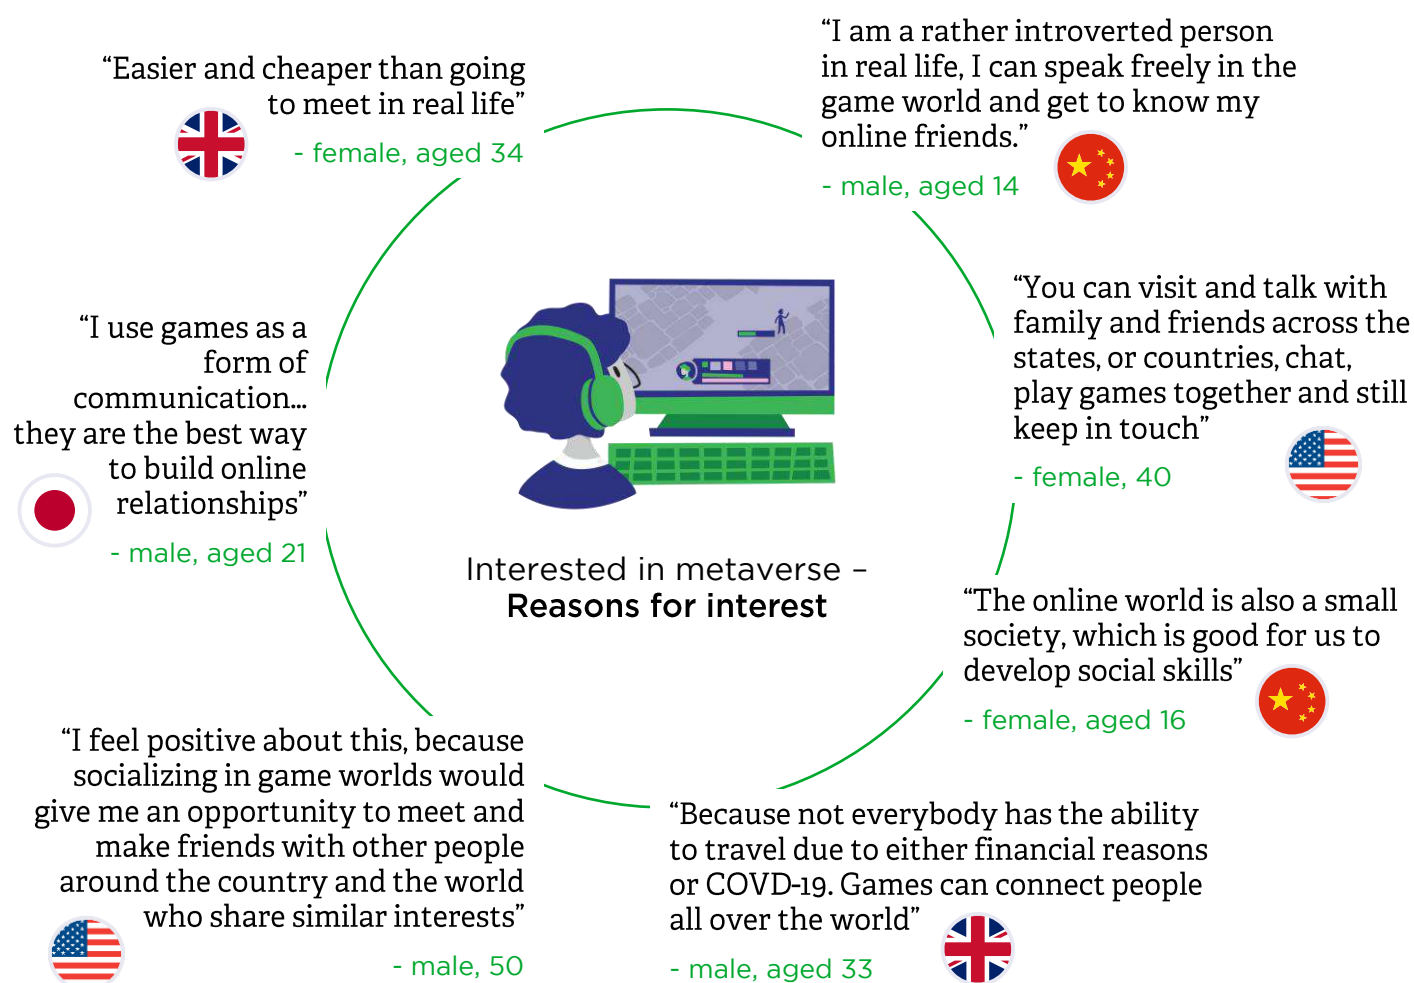 “Easier and cheaper than going
to meet in real life”
- female, aged 34
“I am a rather introverted person
in real life, I can speak freely in the
game world and get to know my
online friends.”
- male, aged 14
“You can visit and talk with
family and friends across the
states, or countries, chat,
play games together and still
keep in touch”
- female, 40
“The online world is also a small
society, which is good for us to
develop social skills”
- female, aged 16
“Because not everybody has the ability
to travel due to either financial reasons
or COVD-19. Games can connect people
all over the world”
- male, aged 33
“I feel positive about this, because
socializing in game worlds would
give me an opportunity to meet and
make friends with other people
around the country and the world
who share similar interests”
- male, 50
“I use games as a
form of
communication...
they are the best way
to build online
relationships”
- male, aged 21
Interested in metaverse –
Reasons for interest